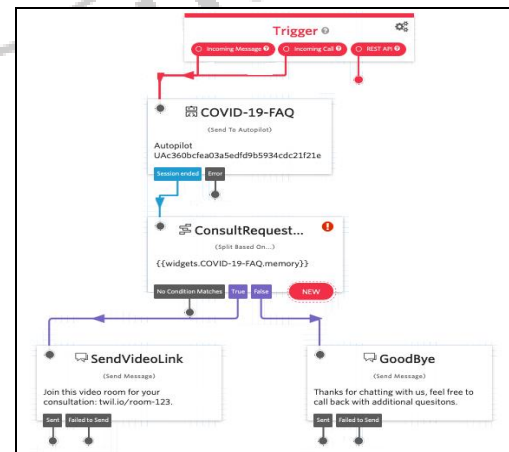 Trigger
Incoming Message Incoming Call REST API
COVID-19-FAQ
(Send To Autopilot)
Autopilot
UAc360bcfea03a5edfd9b5934cdc21f21e
Session ended Error
ConsultRequest...
(Split Based On...)
{{widgets.COVID-19-FAQ.memory}}
No Condition Matches True False NEW
SendVideoLink
(Send Message)
Join this video room for your
consultation: twil.io/room-123.
Sent Failed to Send
GoodBye
(Send Message)
Thanks for chatting with us, feel free to
call back with additional quesitons.
Sent Failed to Send